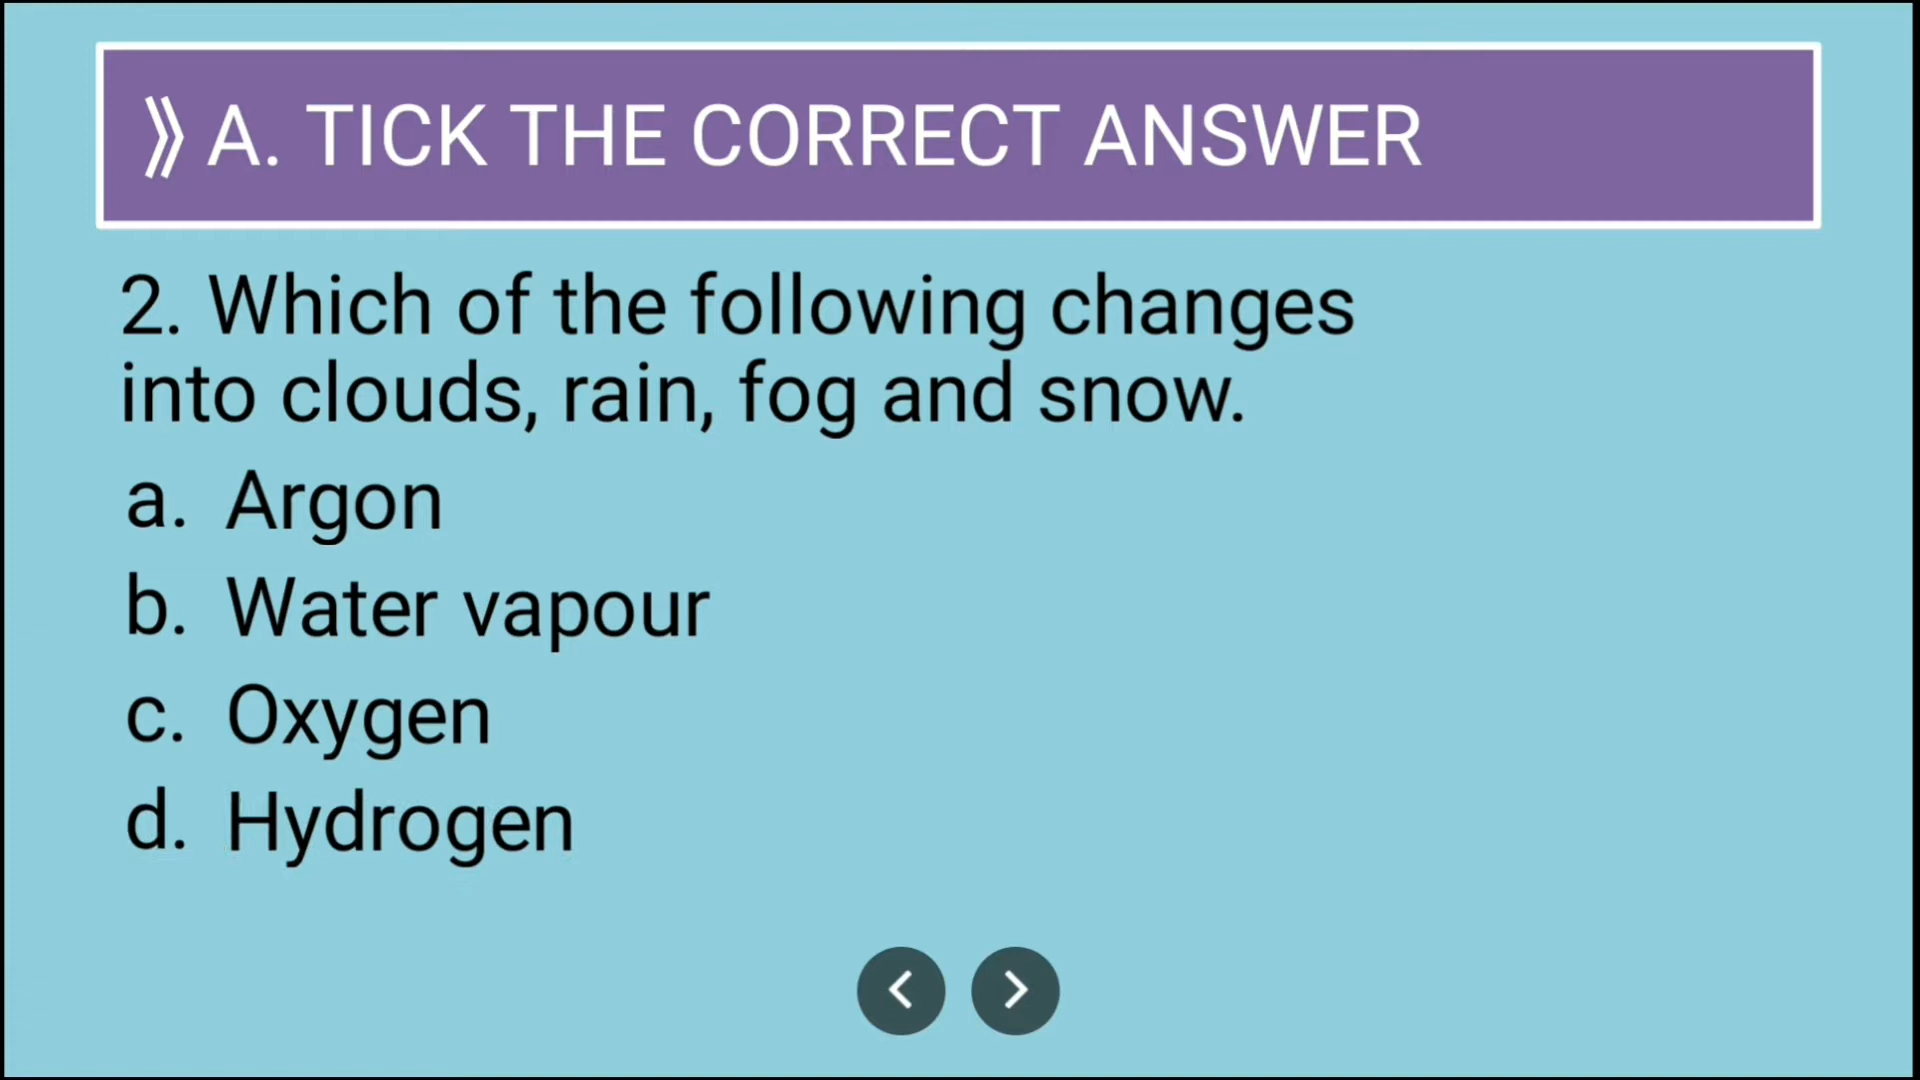 ⟫ A. TICK THE CORRECT ANSWER
2. Which of the following changes
into clouds, rain, fog and snow.
a. Argon
b. Water vapour
c. Oxygen
d. Hydrogen